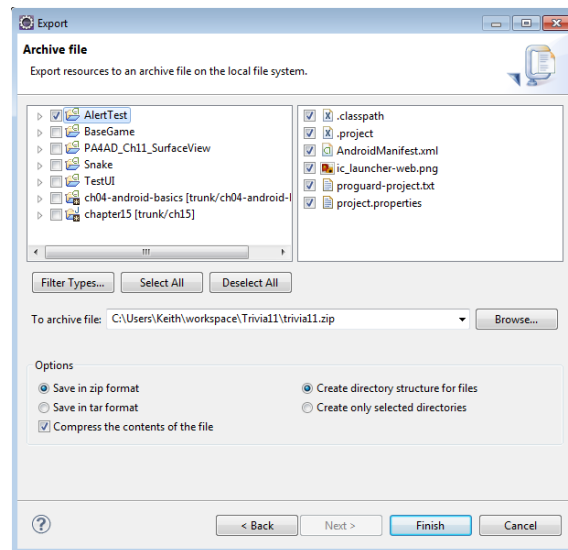 Export
Archive file
Export resources to an archive file on the local file system.
AlertTest
BaseGame
PA4AD_Ch11_SurfaceView
Snake
TestUI
ch04-android-basics [trunk/ch04-android-l
chapter15 [trunk/ch15]
.classpath
.project
AndroidManifest.xml
ic_launcher-web.png
proguard-project.txt
project.properties
Filter Types...
Select All
Deselect All
To archive file:
C:\Users\Keith\workspace\Trivia11\trivia11.zip
Browse...
Options
Save in zip format
Create directory structure for files
Save in tar format
Create only selected directories
Compress the contents of the file
?
< Back
Next >
Finish
Cancel